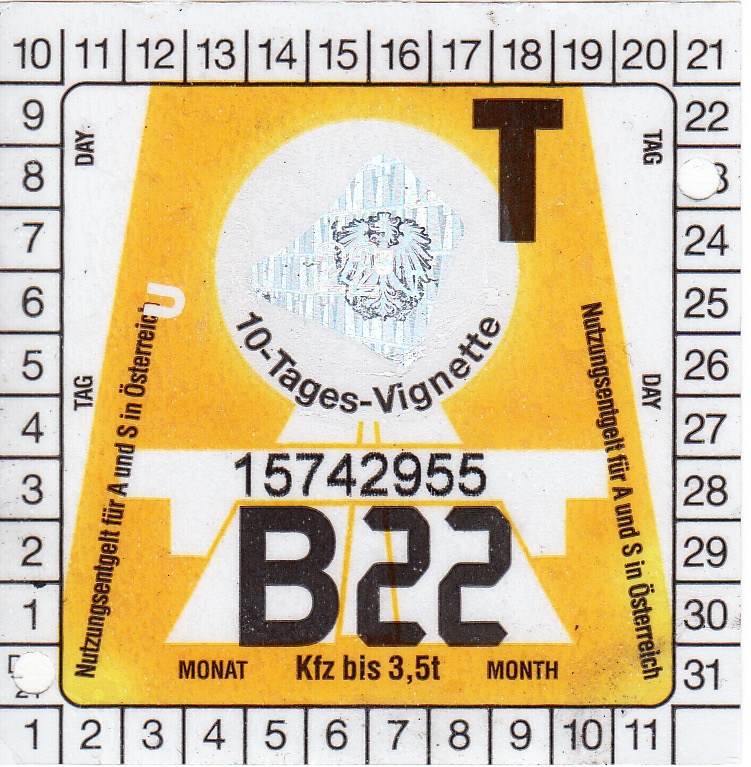 10 11 12 13 14 15 16 17 18 19 20 21
9 22
8
7 24
6 25
5 26
4 27
3 28
2 29
1 30
31
1 2 3 4 5 6 7 8 9 10 11
DAY
TAG
T
U
10-Tages-Vignette
TAG
DAY
Nutzungsentgelt für A und S in Österreich
Nutzungsentgelt für A und S in Österreich
15742955
B22
MONAT Kfz bis 3,5t MONTH